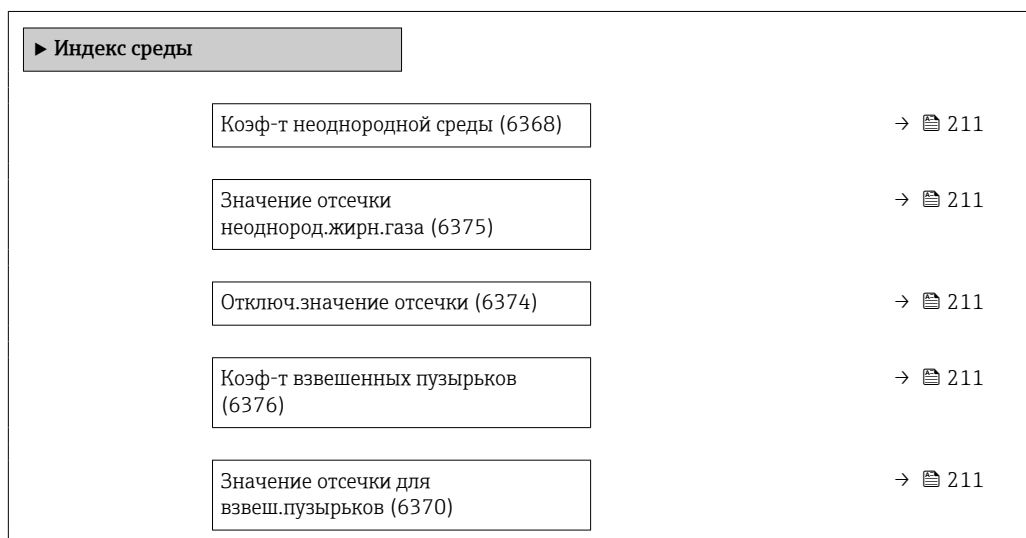 ▶ Индекс среды
Коэф-т неоднородной среды (6368) → 211
Значение отсечки → 211
неоднород.жирн.газа (6375)
Отключ.значение отсечки (6374) → 211
Коэф-т взвешенных пузырьков → 211
(6376)
Значение отсечки для → 211
взвеш.пузырьков (6370)